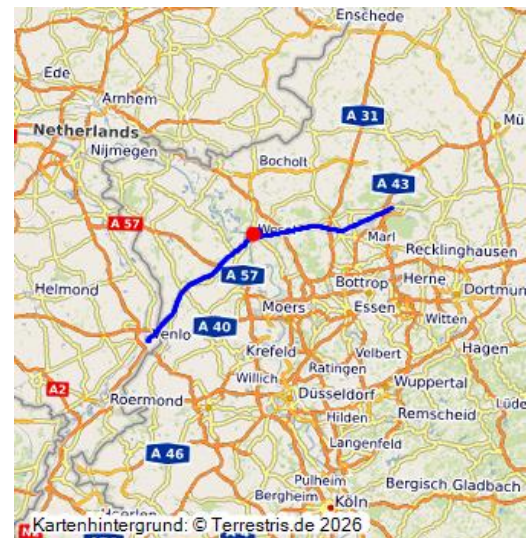 Enschede
Ede
Arnhem
A 31
Netherlands
Mü
Nijmegen
Bocholt
A 43
A 57
Wesel
Marl
Recklinghausen
Helmond
A 57
Bottrop
Herne
Dortmun
Moers
Essen
Venlo
A 40
Witten
Krefeld
Velbert
Hagen
Ratingen
A2
Willich
Wuppertal
Roermond
Düsseldorf
Lüde
Hilden
Remscheid
Langenfeld
A 46
Pulheim
Bergisch Gladbach
Bergheim
Köln
Heerlen
Kartenhintergrund: © Terrestris.de 2026